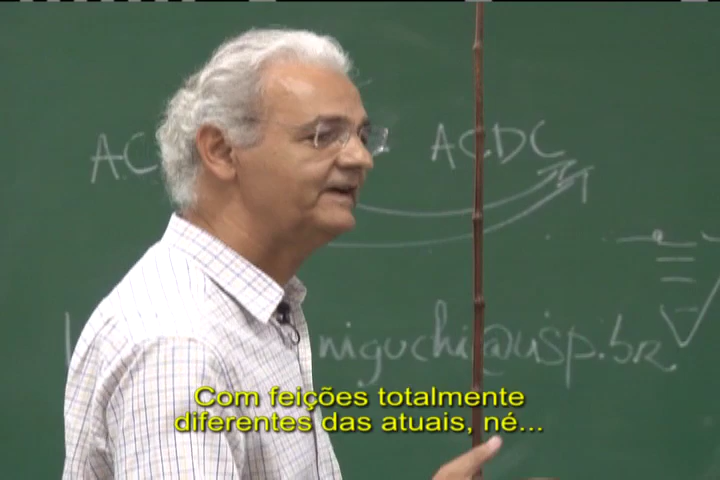 AC
ACDC
niguchi@usp.br
Com feições totalmente
diferentes das atuais, né...